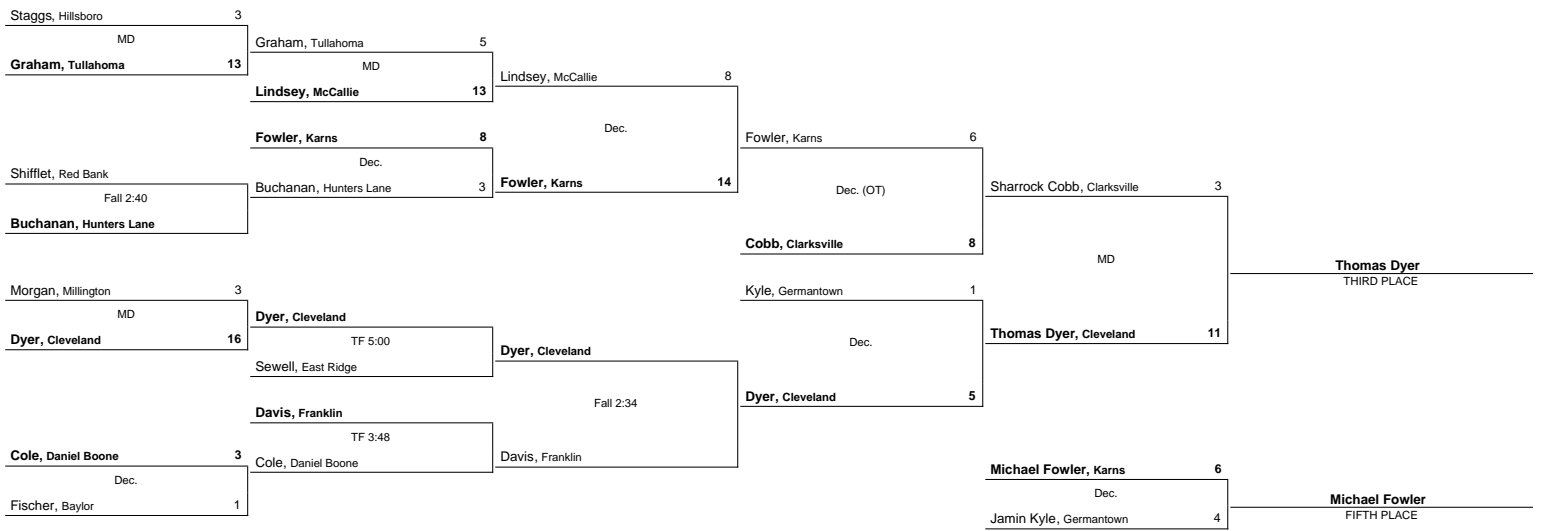 Staggs, Hillsboro 3
MD
Graham, Tullahoma 13
Shifflet, Red Bank
Fall 2:40
Buchanan, Hunters Lane
Morgan, Millington 3
MD
Dyer, Cleveland 16
Cole, Daniel Boone 3
Dec.
Fischer, Baylor 1
Graham, Tullahoma 5
MD
Lindsey, McCallie 13
Fowler, Karns 8
Dec.
Buchanan, Hunters Lane 3
Dyer, Cleveland
TF 5:00
Sewell, East Ridge
Davis, Franklin
TF 3:48
Cole, Daniel Boone
Lindsey, McCallie 8
Dec.
Fowler, Karns 14
Dyer, Cleveland
Fall 2:34
Davis, Franklin
Fowler, Karns 6
Dec. (OT)
Cobb, Clarksville 8
Kyle, Germantown 1
Dec.
Dyer, Cleveland 5
Sharrock Cobb, Clarksville 3
MD
Thomas Dyer, Cleveland 11
Thomas Dyer
THIRD PLACE
Michael Fowler, Karns 6
Dec.
Jamin Kyle, Germantown 4
Michael Fowler
FIFTH PLACE